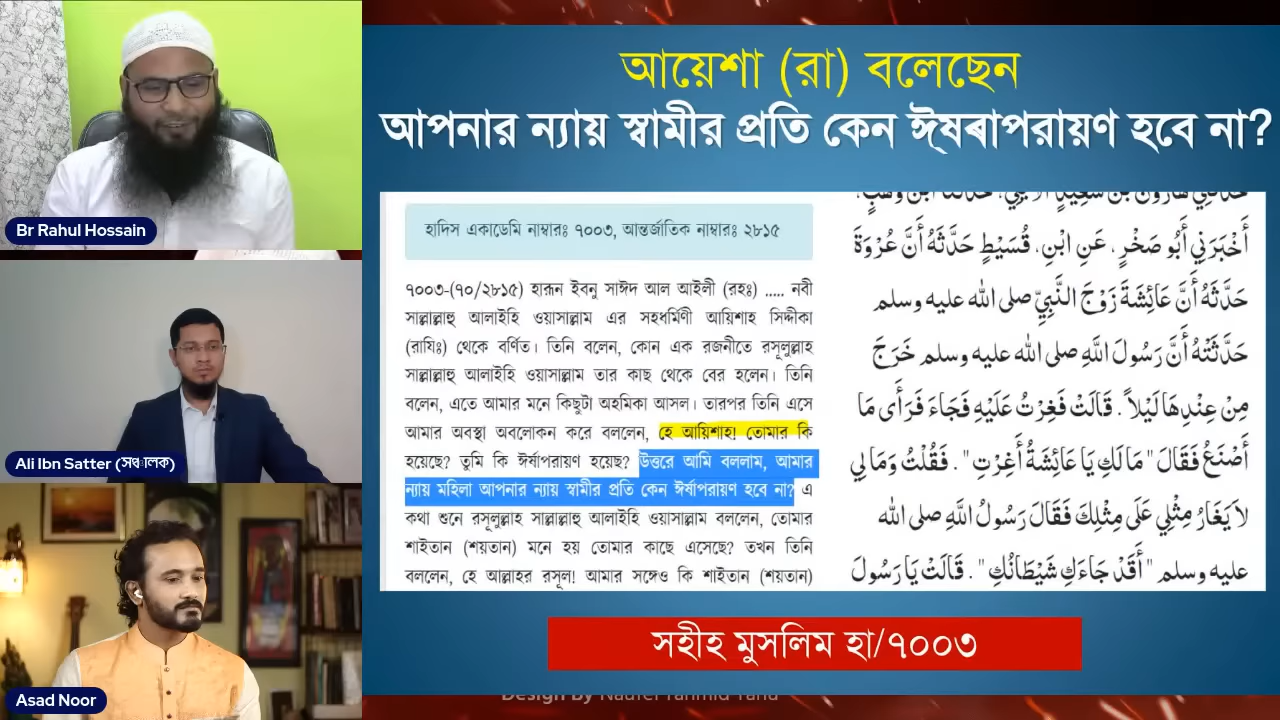 Br Rahul Hossain
Ali Ibn Satter (সঞ্চালক)
Asad Noor
আয়েশা (রা) বলেছেন
আপনার ন্যায় স্বামীর প্রতি কেন ঈ্ষৰাপরায়ণ হবে না?
হাদিস একাডেমি নাম্বারঃ ৭০০৩, আন্তর্জাতিক নাম্বারঃ ২৮১৫
৭০০৩-(৭০/২৮১৫) হারূন ইবনু সাঈদ আল আইলী (রহঃ) ..... নবী
সাল্লাল্লাহু আলাইহি ওয়াসাল্লাম এর সহধর্মিণী আয়িশাহ সিদ্দীকা
(রাযিঃ) থেকে বর্ণিত। তিনি বলেন, কোন এক রজনীতে রসূলুল্লাহ
সাল্লাল্লাহু আলাইহি ওয়াসাল্লাম তার কাছ থেকে বের হলেন। তিনি
বলেন, এতে আমার মনে কিছুটা অহমিকা আসল। তারপর তিনি এসে
আমার অবস্থা অবলোকন করে বললেন, হে আয়িশাহ! তোমার কি
হয়েছে? তুমি কি ঈর্ষাপরায়ণ হয়েছ? উত্তরে আমি বললাম, আমার
ন্যায় মহিলা আপনার ন্যায় স্বামীর প্রতি কেন ঈর্ষাপরায়ণ হবে না? এ
কথা শুনে রসূলুল্লাহ সাল্লাল্লাহু আলাইহি ওয়াসাল্লাম বললেন, তোমার
শাইতান (শয়তান) মনে হয় তোমার কাছে এসেছে? তখন তিনি
বললেন, হে আল্লাহর রসূল! আমার সঙ্গেও কি শাইতান (শয়তান)
أَخْبَرَنِي أَبُو صَخْرٍ، عَنِ ابْنِ، قُسَيْطٍ حَدَّثَهُ أَنَّ عُرْوَةَ
حَدَّثَهُ أَنَّ عَائِشَةَ زَوْجَ النَّبِيِّ صلى الله عليه وسلم
حَدَّثَتْهُ أَنَّ رَسُولَ اللَّهِ صلى الله عليه وسلم خَرَجَ
مِنْ عِنْدِهَا لَيْلاً . قَالَتْ فَغِرْتُ عَلَيْهِ فَجَاءَ فَرَأَى مَا
أَصْنَعُ فَقَالَ " مَا لَكِ يَا عَائِشَةُ أَغِرْتِ " . فَقُلْتُ وَمَا لِي
لاَ يَغَارُ مِثْلِي عَلَى مِثْلِكَ فَقَالَ رَسُولُ اللَّهِ صلى الله
عليه وسلم " أَقَدْ جَاءَكِ شَيْطَانُكِ " . قَالَتْ يَا رَسُولَ
সহীহ মুসলিম হা/৭০০৩